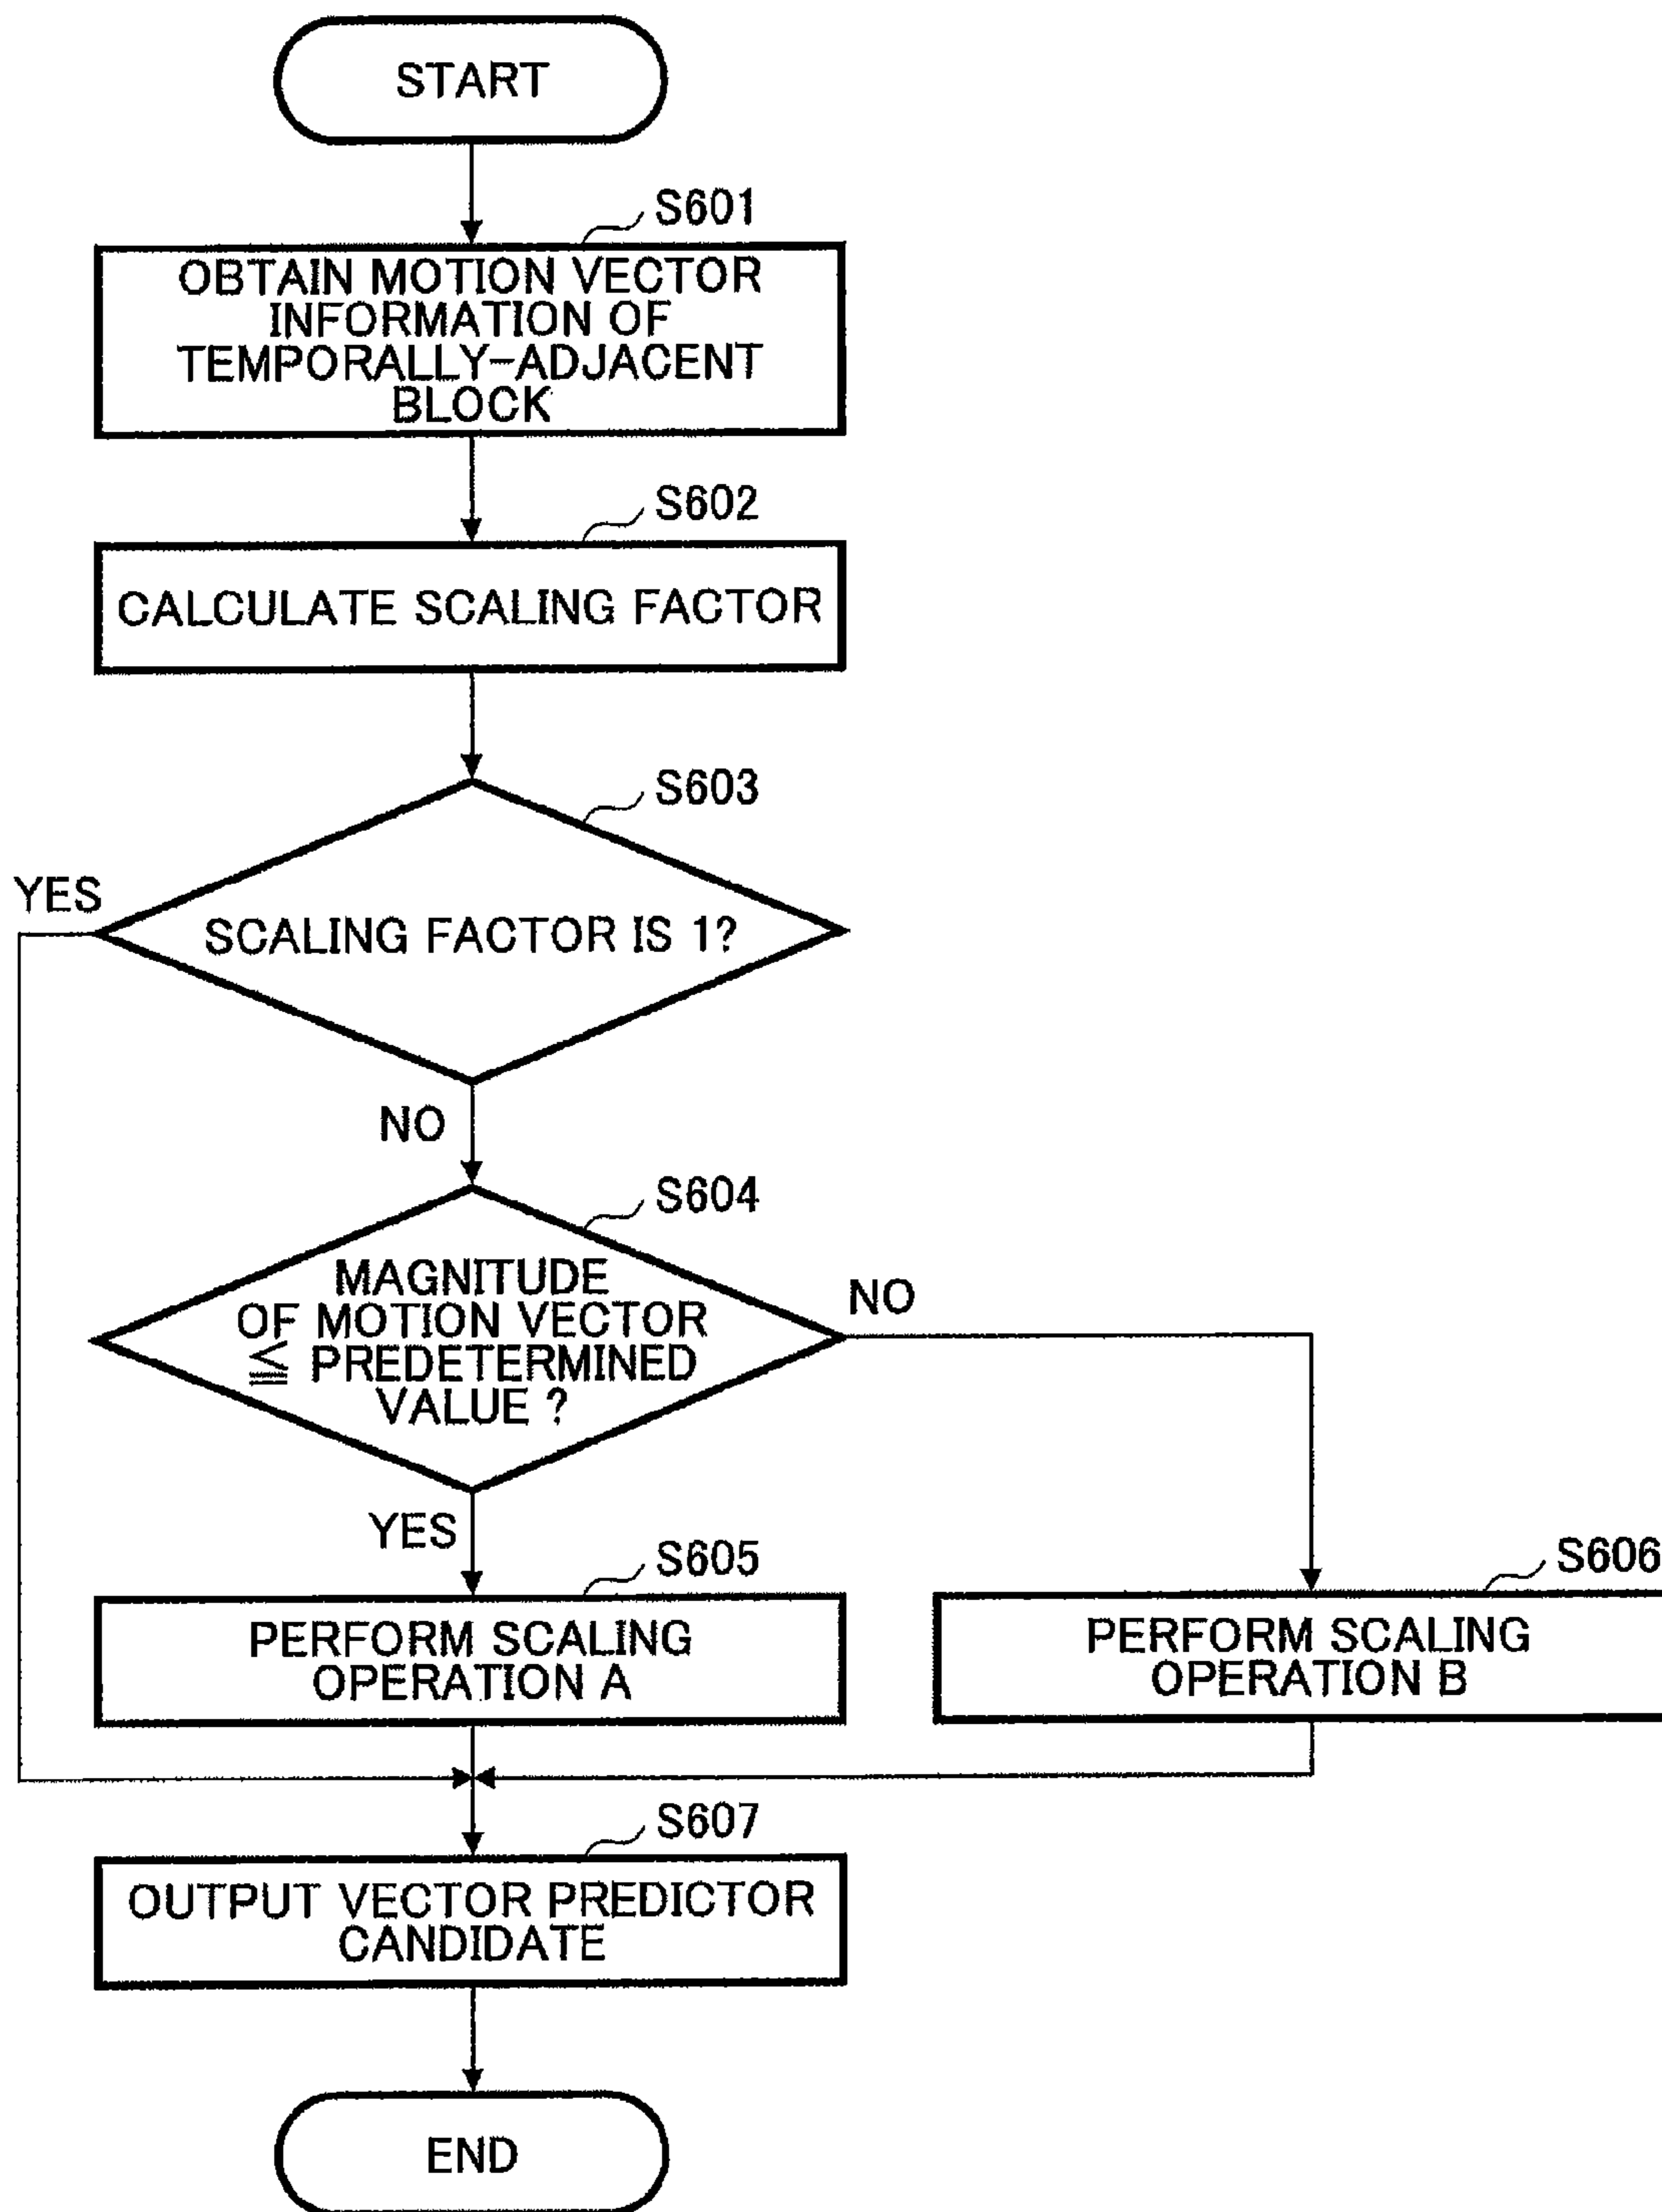 START
S601
OBTAIN MOTION VECTOR
INFORMATION OF
TEMPORALLY-ADJACENT
BLOCK
S602
CALCULATE SCALING FACTOR
S603
YES
SCALING FACTOR IS 1?
NO
S604
MAGNITUDE
OF MOTION VECTOR
≦ PREDETERMINED
VALUE ?
NO
YES
S605
PERFORM SCALING
OPERATION A
S606
PERFORM SCALING
OPERATION B
S607
OUTPUT VECTOR PREDICTOR
CANDIDATE
END